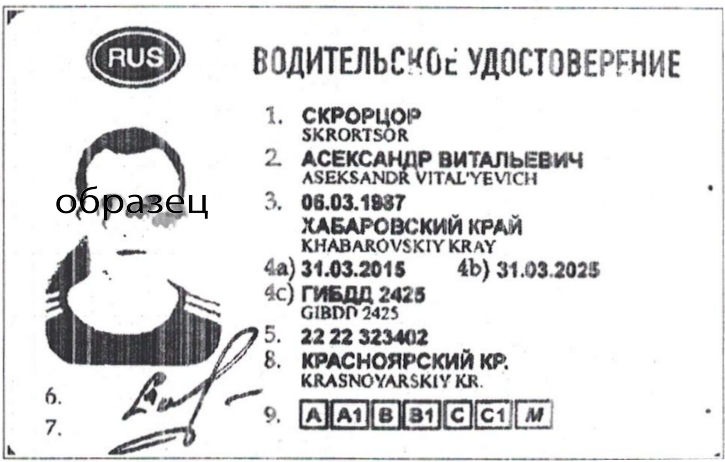 RUS
ВОДИТЕЛЬСКОЕ УДОСТОВЕРЕНИЕ
1. СКРОРЦОР
SKRORTSOR
2. АСЕКСАНДР ВИТАЛЬЕВИЧ
ASEKSANDR VITAL'YEVICH
3. 06.03.1987
ХАБАРОВСКИЙ КРАЙ
KHABAROVSKIY KRAY
образец
4a) 31.03.2015 4b) 31.03.2025
4c) ГИБДД 2425
GIBDD 2425
5. 22 22 323402
8. КРАСНОЯРСКИЙ КР.
KRASNOYARSKIY KR.
6.
7.
9. A A1 B B1 C C1 M